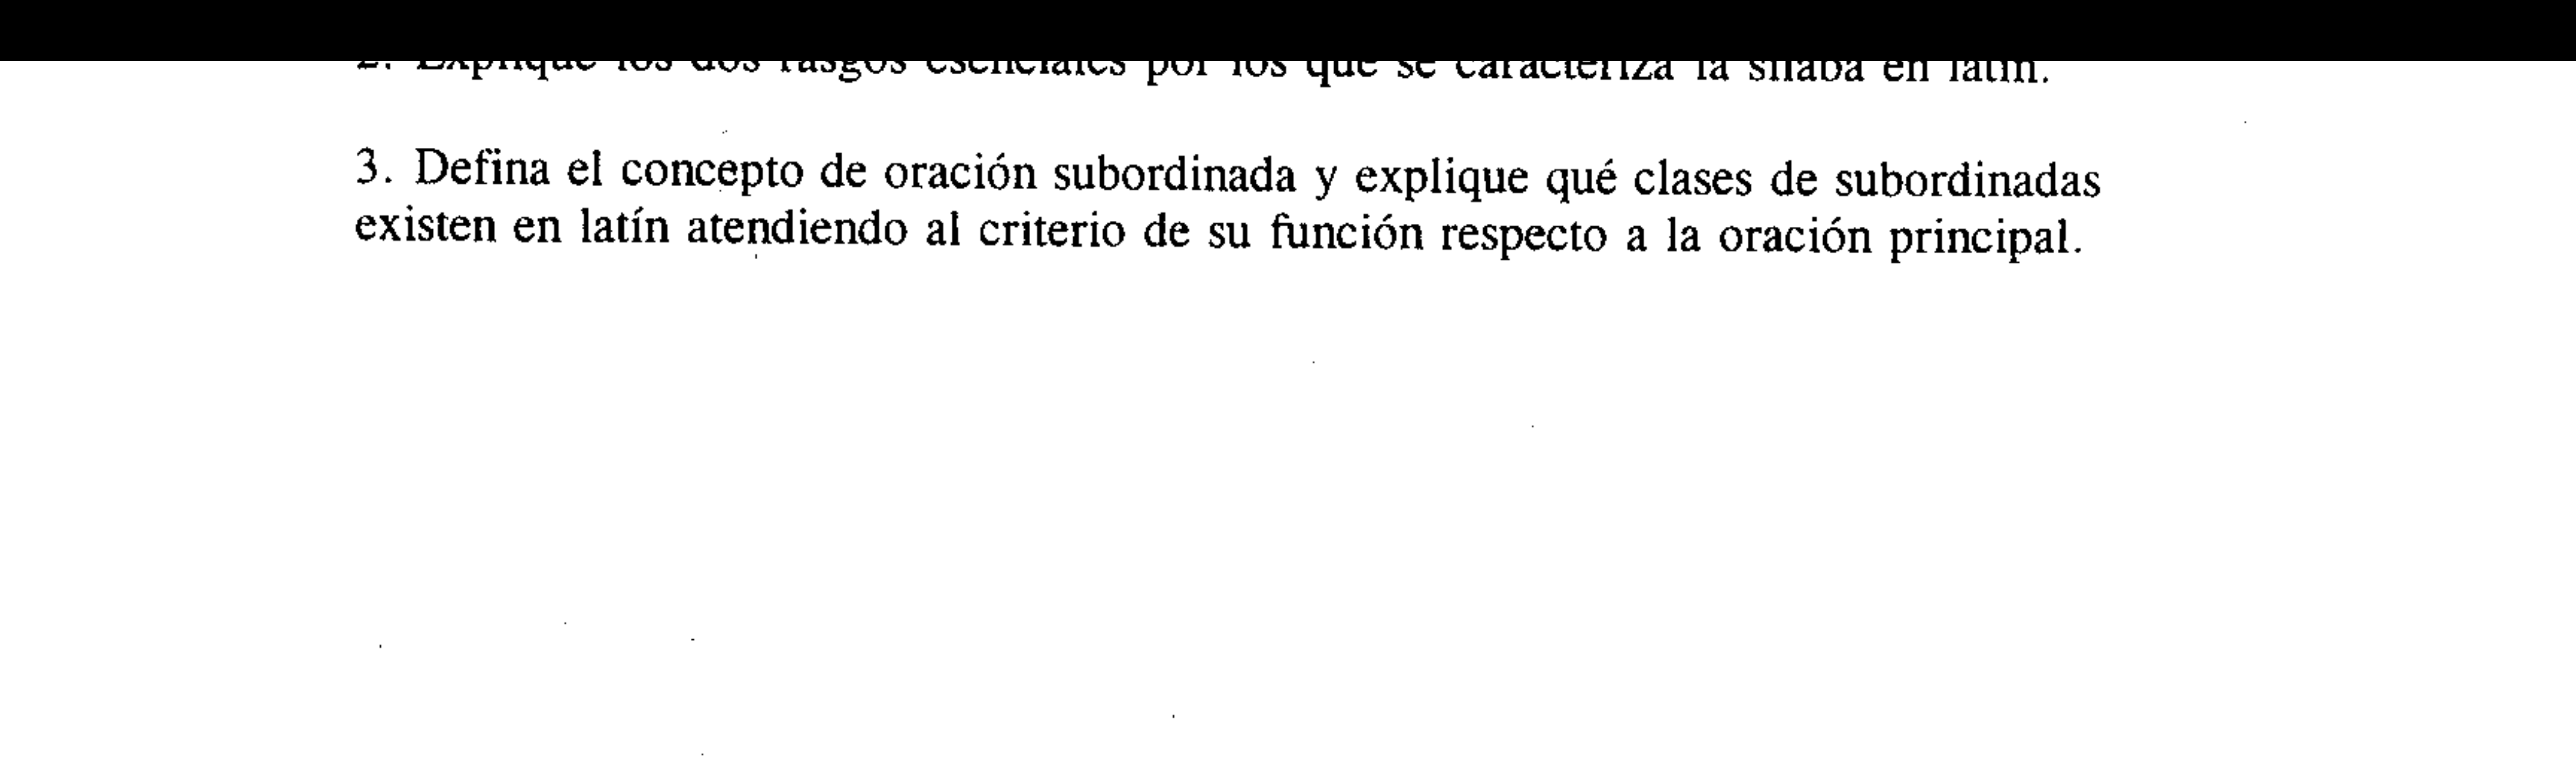 2. Explique los dos rasgos esenciales por los que se caracteriza la sílaba en latín.
3. Defina el concepto de oración subordinada y explique qué clases de subordinadas
existen en latín atendiendo al criterio de su función respecto a la oración principal.